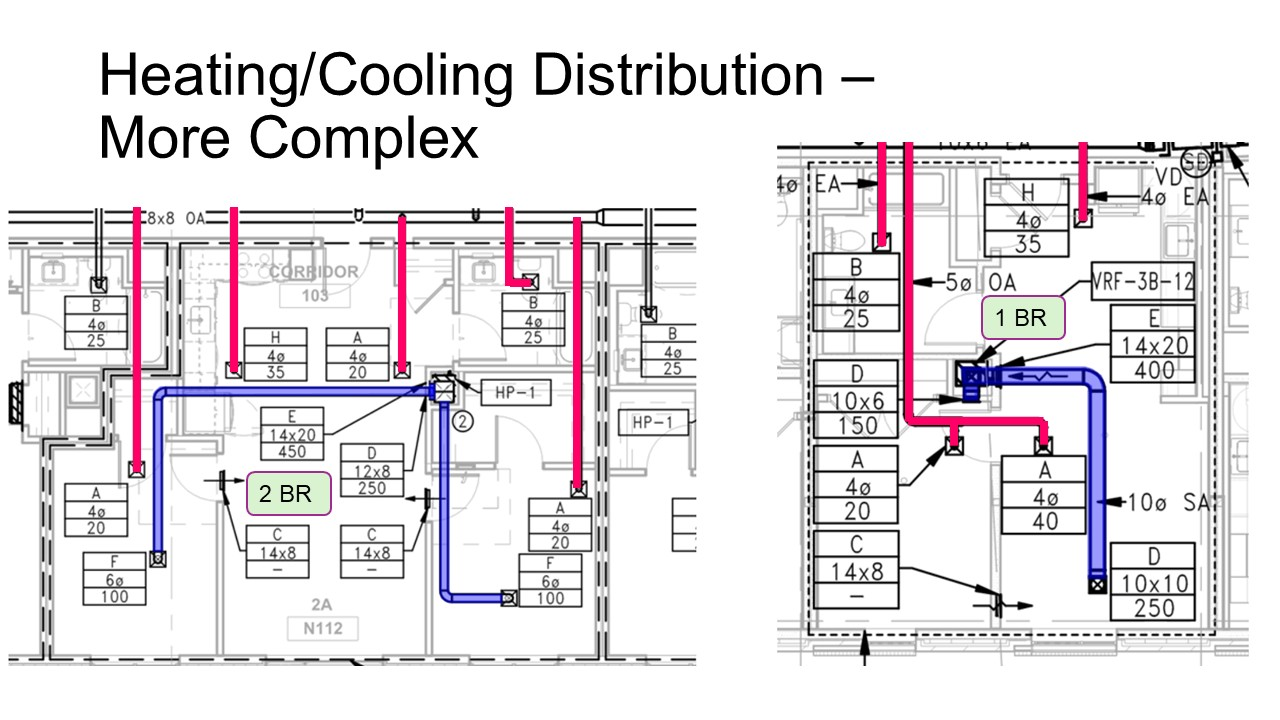 Heating/Cooling Distribution –
More Complex
8x8 OA
CORRIDOR
103
B
4ø
25
H
4ø
35
A
4ø
20
B
4ø
25
B
4ø
25
HP-1
HP-1
2
E
14x20
450
D
12x8
250
2 BR
A
4ø
20
A
4ø
20
C
14x8
–
C
14x8
–
F
6ø
100
F
6ø
100
2A
N112
10x8 EA
SD
VD
4ø EA
4ø EA
H
4ø
35
B
4ø
25
5ø OA
VRF-3B-12
1 BR
E
14x20
400
D
10x6
150
A
4ø
20
A
4ø
40
10ø SA
C
14x8
–
D
10x10
250